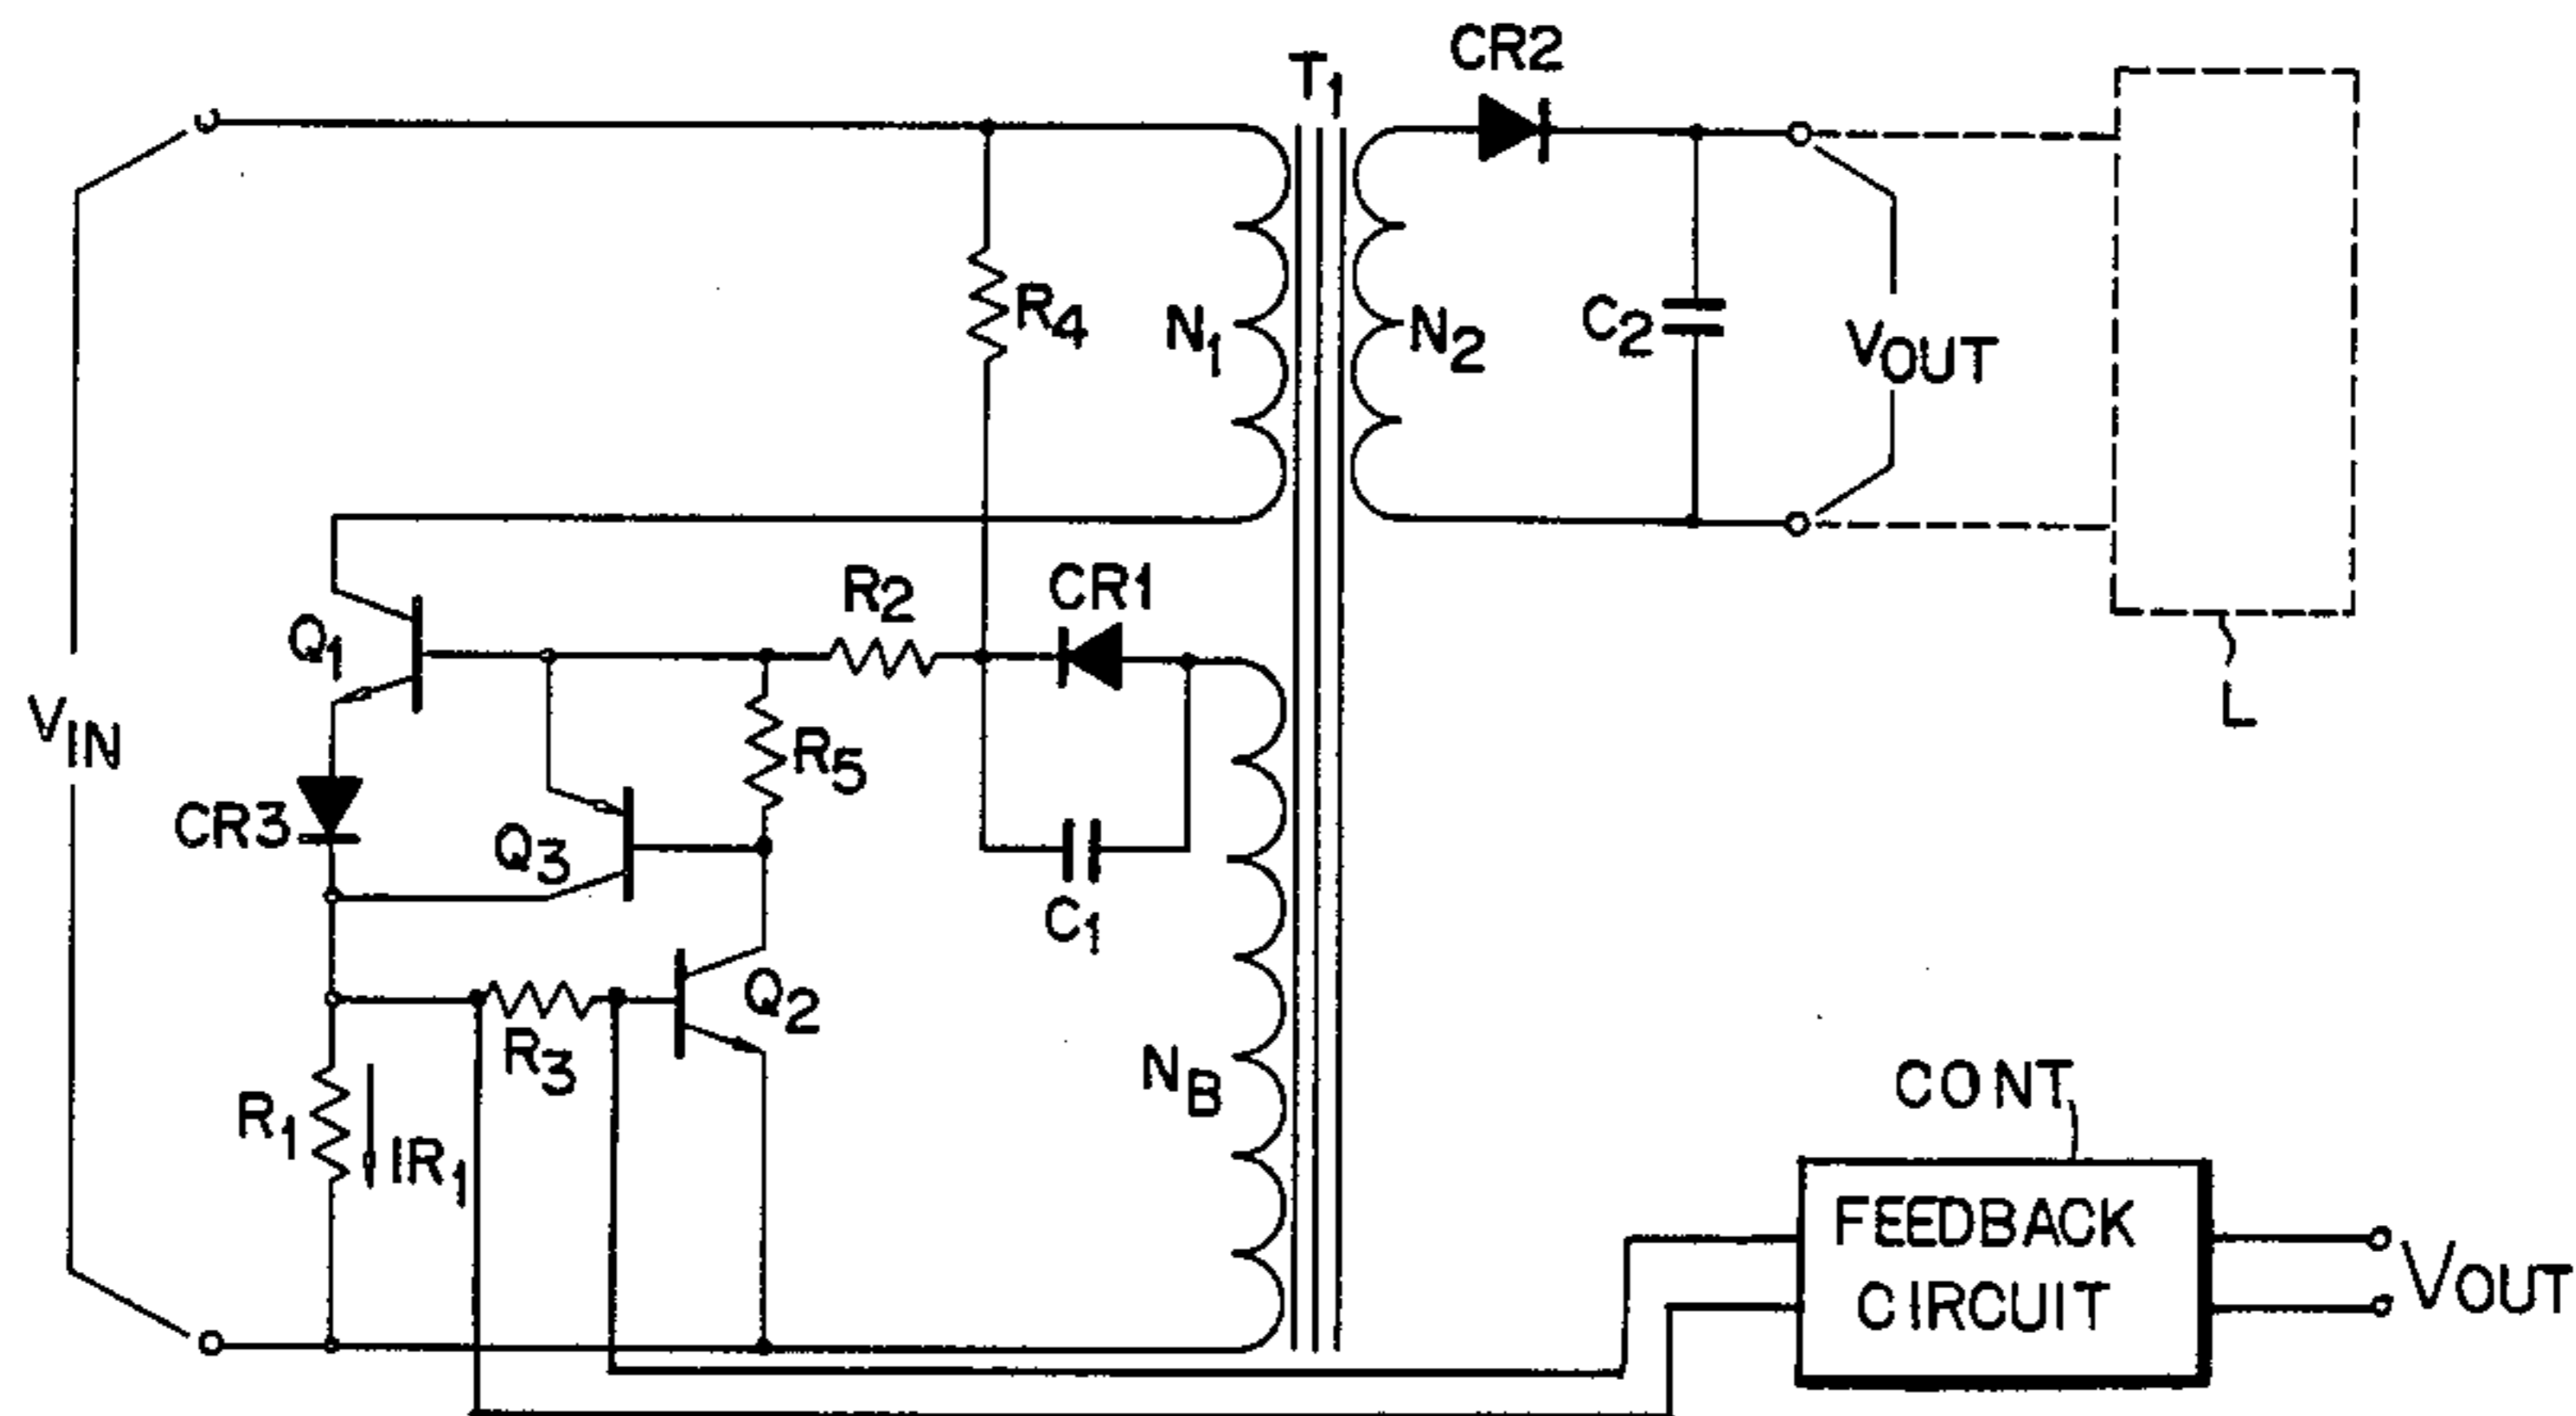 CR2
T1
R4
N1
N2
C2
VOUT
R2
CR1
Q1
L
VIN
R5
CR3
Q3
C1
Q2
R3
NB
CONT
R1
IR1
FEEDBACK
CIRCUIT
VOUT